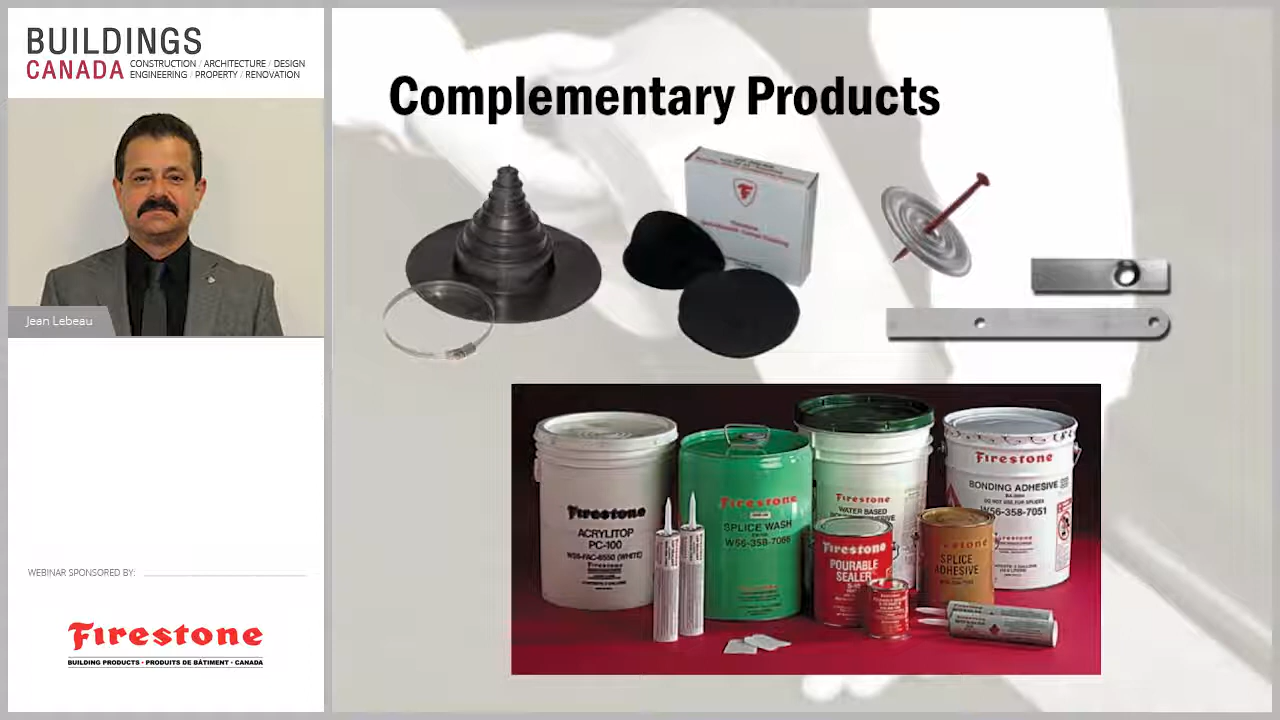 BUILDINGS
CANADA CONSTRUCTION / ARCHITECTURE / DESIGN
ENGINEERING / PROPERTY / RENOVATION
Jean Lebeau
WEBINAR SPONSORED BY:
Firestone
BUILDING PRODUCTS • PRODUITS DE BÂTIMENT • CANADA
Complementary Products
Firestone
ACRYLITOP
PC-100
Firestone
SPLICE WASH
W56-358-7066
Firestone
WATER BASED
Firestone
BONDING ADHESIVE
W56-358-7051
Firestone
POURABLE
SEALER
SPLICE
ADHESIVE